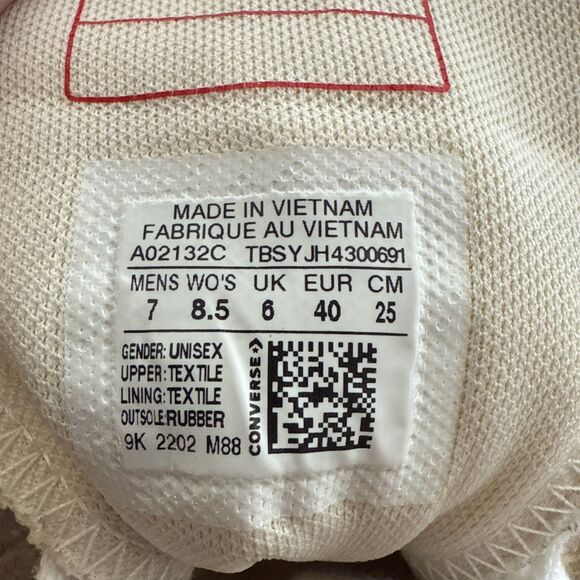 MADE IN VIETNAM
FABRIQUE AU VIETNAM
A02132C TBSYJH4300691
MENS WO'S UK EUR CM
7 8.5 6 40 25
GENDER: UNISEX
UPPER: TEXTILE
LINING: TEXTILE
OUTSOLE: RUBBER
9K 2202 M88
CONVERSE